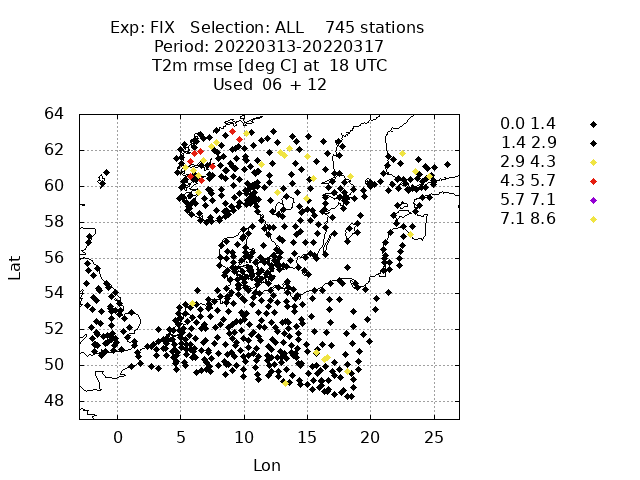 Exp: FIX   Selection: ALL    745 stations
Period: 20220313-20220317
T2m rmse [deg C] at  18 UTC
Used  06 + 12
64
62
60
58
56
54
52
50
48
Lat
0 5 10 15 20 25
Lon
0.0 1.4
1.4 2.9
2.9 4.3
4.3 5.7
5.7 7.1
7.1 8.6